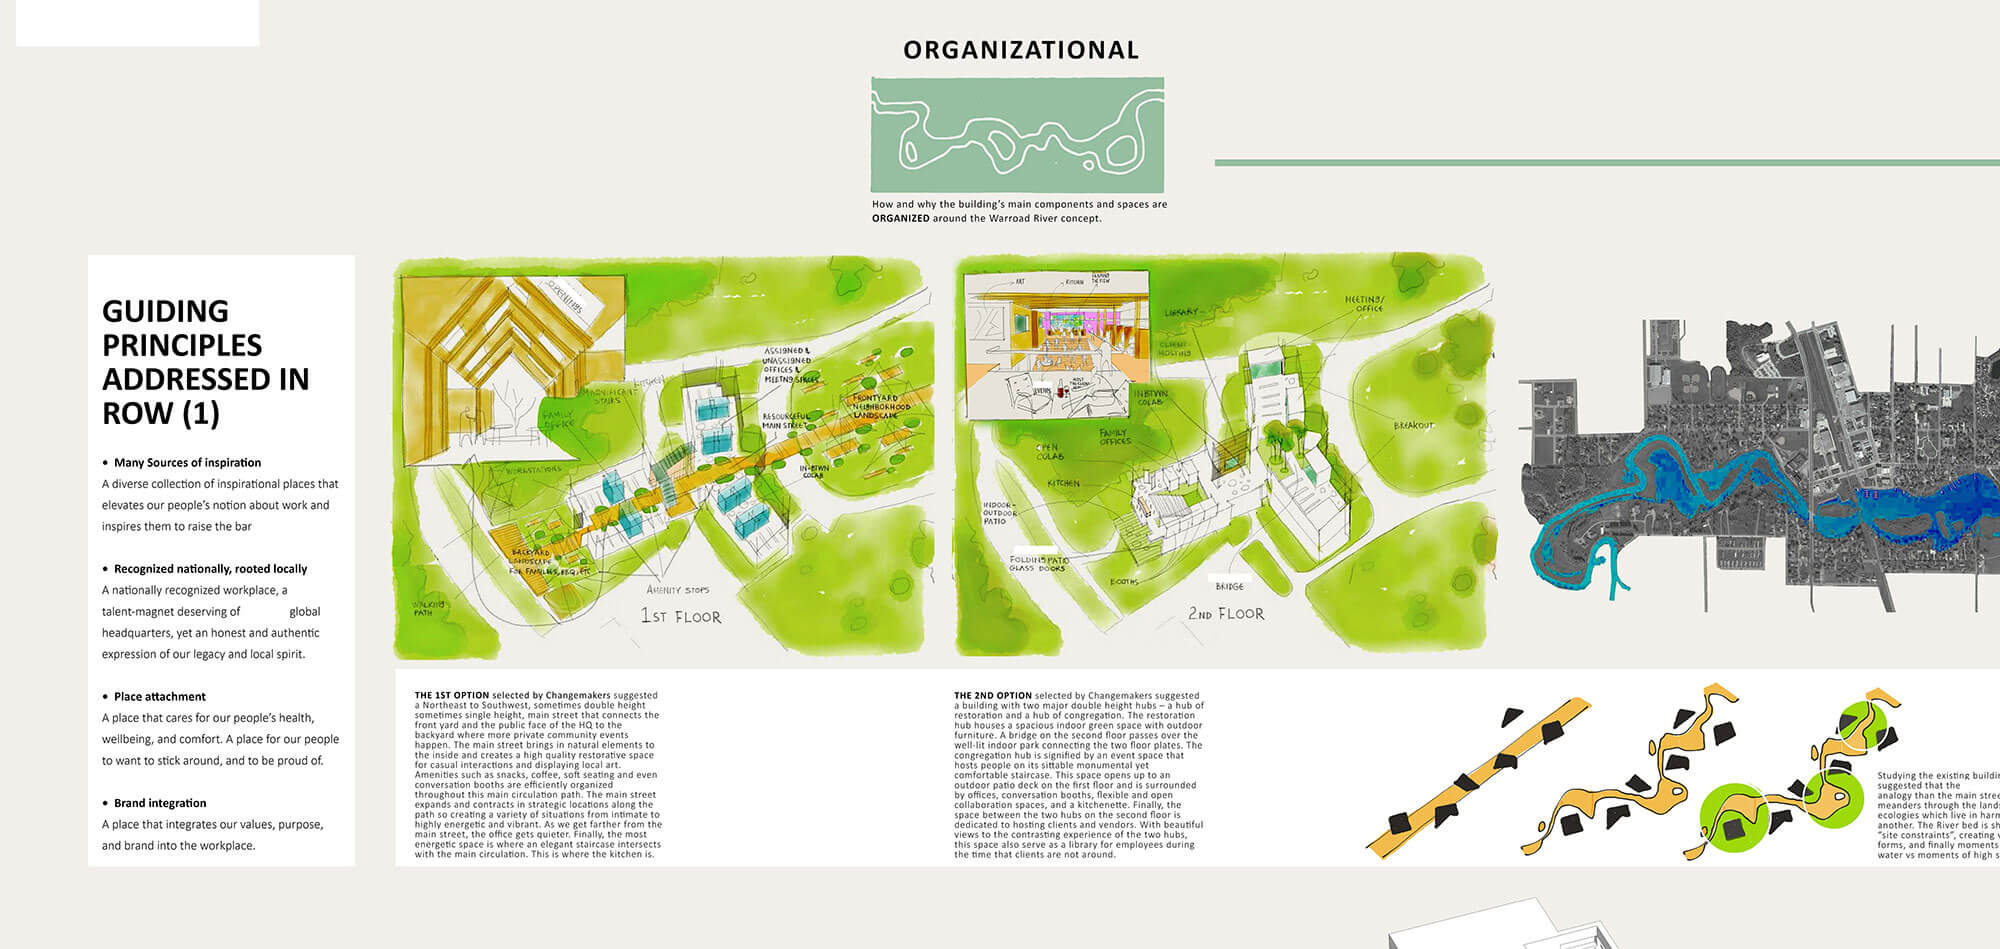 ORGANIZATIONAL
How and why the building's main components and spaces are
ORGANIZED around the Warroad River concept.
GUIDING
PRINCIPLES
ADDRESSED IN
ROW (1)
• Many Sources of inspiration
A diverse collection of inspirational places that
elevates our people's notion about work and
inspires them to raise the bar
• Recognized nationally, rooted locally
A nationally recognized workplace, a
talent-magnet deserving of global
headquarters, yet an honest and authentic
expression of our legacy and local spirit.
• Place attachment
A place that cares for our people's health,
wellbeing, and comfort. A place for our people
to want to stick around, and to be proud of.
• Brand integration
A place that integrates our values, purpose,
and brand into the workplace.
OPENINGS
KITCHEN
MAGNIFICENT
STAIRS
FAMILY
OFFICE
WORKSTATIONS
ASSIGNED &
UNASSIGNED
OFFICES &
MEETNG SPACES
RESOURCEFUL
MAIN STREET
FRONTYARD
NEIGHBORHOOD
LANDSCAPE
IN-BTWN
COLAB
BACKYARD
LANDSCAPE
FOR FAMILIES, BBQ, ETC
WALKING
PATH
AMENITY STOPS
1ST FLOOR
ART
KITCHEN
THE VIEW
EVENTS
LIBRARY
CLIENT
HOSTING
MEETING/
OFFICE
IN-BTWN
COLAB
FAMILY
OFFICES
OPEN
COLAB
KITCHEN
BREAKOUT
INDOOR-
OUTDOOR
PATIO
FOLDING PATIO
GLASS DOORS
BOOTHS
BRIDGE
2ND FLOOR
THE 1ST OPTION selected by Changemakers suggested
a Northeast to Southwest, sometimes double height
sometimes single height, main street that connects the
front yard and the public face of the HQ to the
backyard where more private community events
happen. The main street brings in natural elements to
the inside and creates a high quality restorative space
for casual interactions and displaying local art.
Amenities such as snacks, coffee, soft seating and even
conversation booths are efficiently organized
throughout this main circulation path. The main street
expands and contracts in strategic locations along the
path so creating a variety of situations from intimate to
highly energetic and vibrant. As we get farther from the
main street, the office gets quieter. Finally, the most
energetic space is where an elegant staircase intersects
with the main circulation. This is where the kitchen is.
THE 2ND OPTION selected by Changemakers suggested
a building with two major double height hubs – a hub of
restoration and a hub of congregation. The restoration
hub houses a spacious indoor green space with outdoor
furniture. A bridge on the second floor passes over the
well-lit indoor park connecting the two floor plates. The
congregation hub is signified by an event space that
hosts people on its sittable monumental yet
comfortable staircase. This space opens up to an
outdoor patio deck on the first floor and is surrounded
by offices, conversation booths, flexible and open
collaboration spaces, and a kitchenette. Finally, the
space between the two hubs on the second floor is
dedicated to hosting clients and vendors. With beautiful
views to the contrasting experience of the two hubs,
this space also serve as a library for employees during
the time that clients are not around.
Studying the existing buildin
suggested that the
analogy than the main stree
meanders through the lands
ecologies which live in harm
another. The River bed is sh
"site constraints", creating v
forms, and finally moments
water vs moments of high s